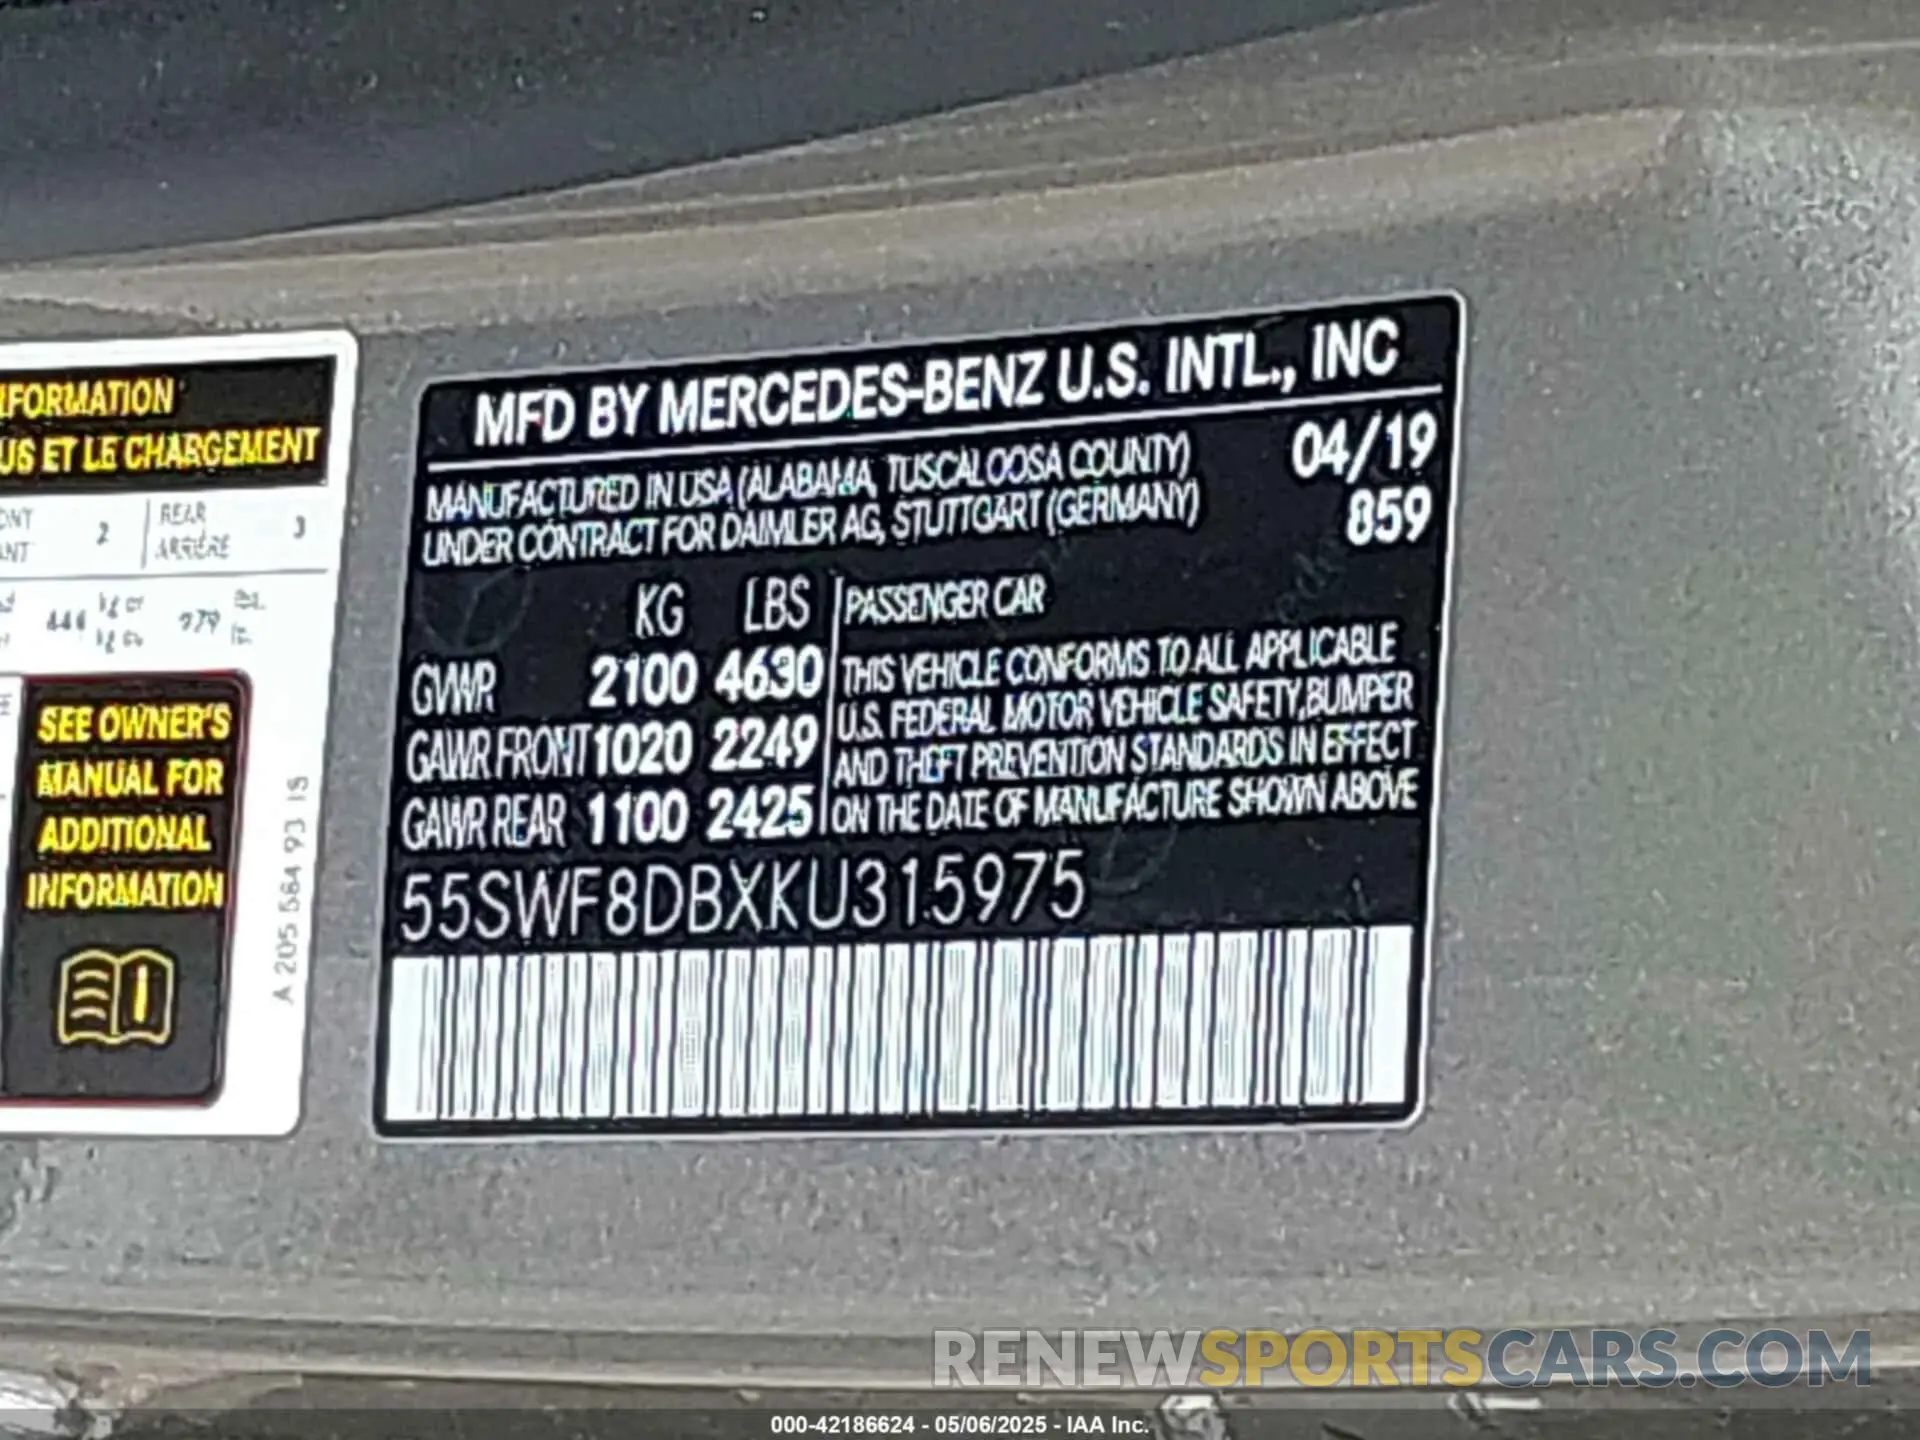 NFORMATION
US ET LE CHARGEMENT
ONT 2 REAR 3
ANT ARRIÈRE
SEE OWNER'S
MANUAL FOR
ADDITIONAL
INFORMATION
A 205 584 93 15
MFD BY MERCEDES-BENZ U.S. INTL., INC
MANUFACTURED IN USA (ALABAMA, TUSCALOOSA COUNTY) 04/19
UNDER CONTRACT FOR DAIMLER AG, STUTTGART (GERMANY) 859
KG LBS PASSENGER CAR
GVWR 2100 4630
GAWR FRONT 1020 2249
GAWR REAR 1100 2425
THIS VEHICLE CONFORMS TO ALL APPLICABLE
U.S. FEDERAL MOTOR VEHICLE SAFETY, BUMPER
AND THEFT PREVENTION STANDARDS IN EFFECT
ON THE DATE OF MANUFACTURE SHOWN ABOVE
55SWF8DBXKU315975
RENEWSPORTSCARS.COM
000-42186624 - 05/06/2025 - IAA Inc.